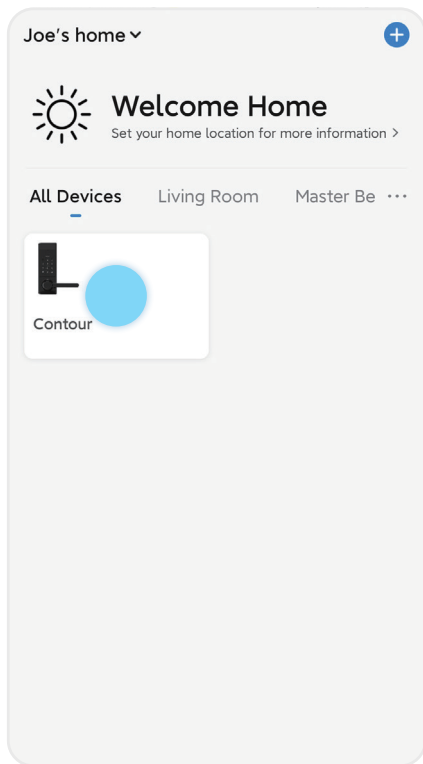 Joe's home
Welcome Home
Set your home location for more information
All Devices Living Room Master Be
Contour